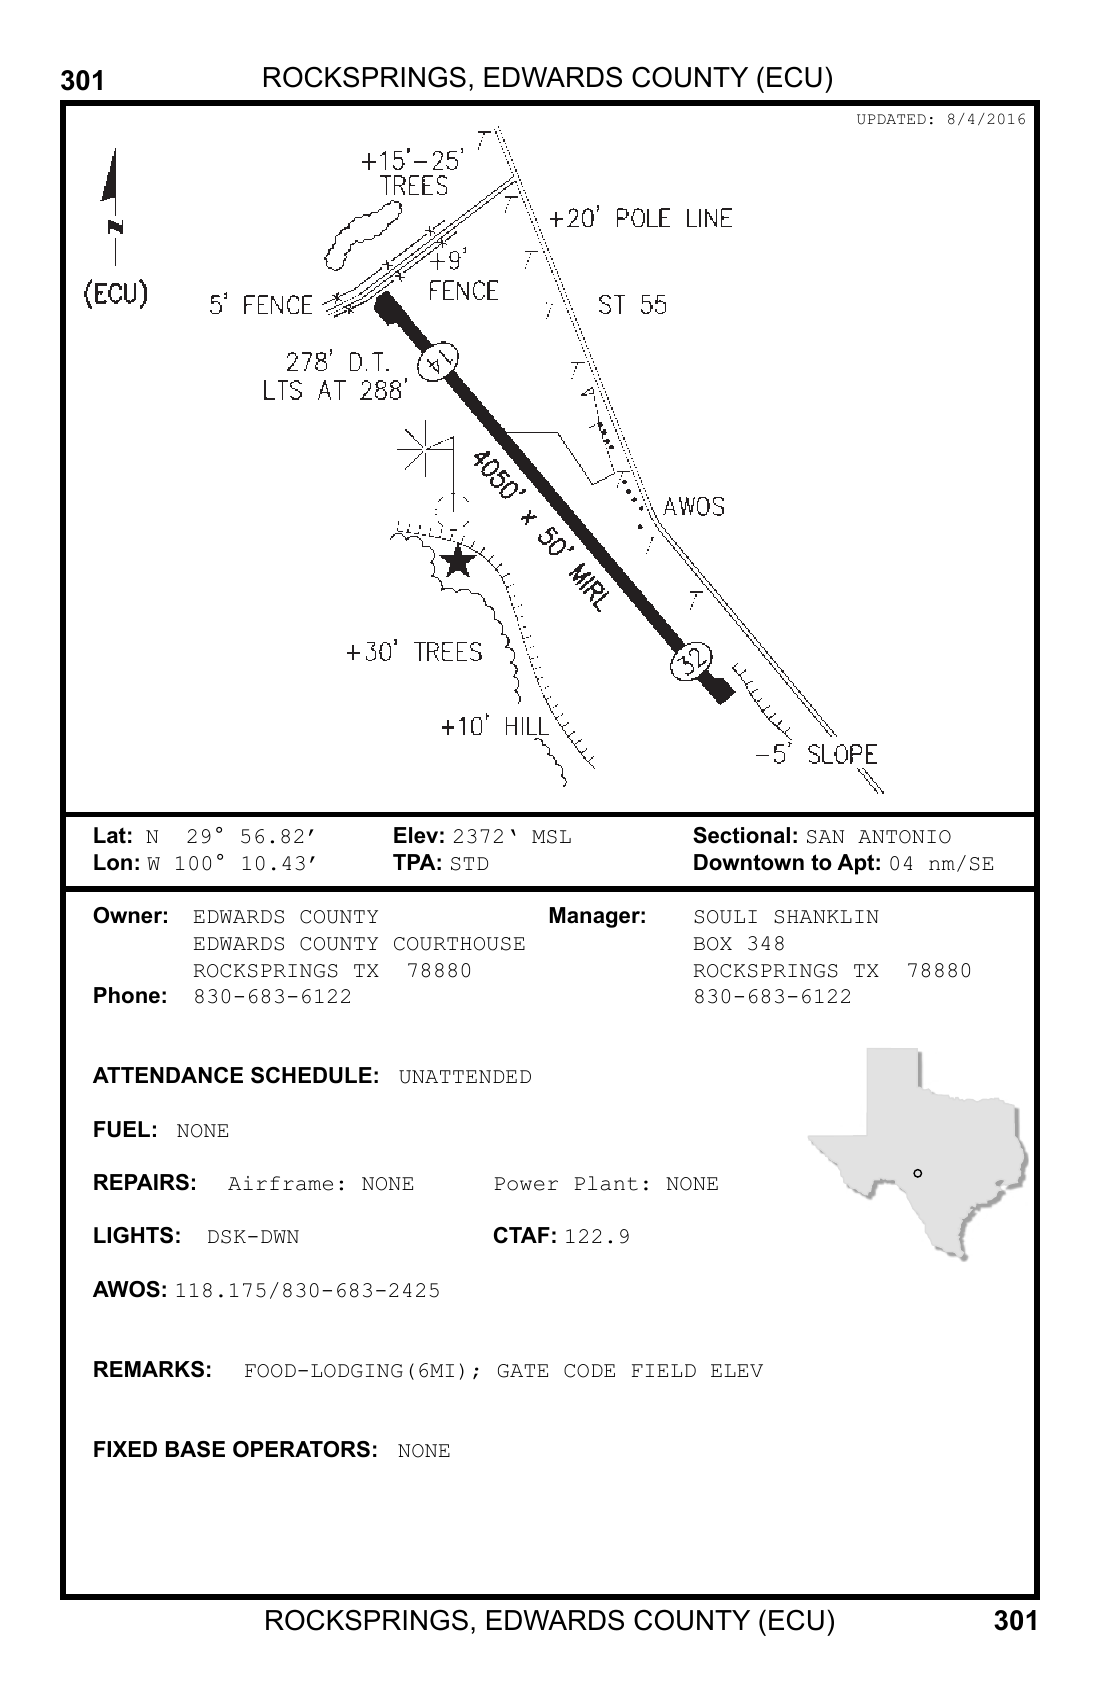 301 ROCKSPRINGS, EDWARDS COUNTY (ECU)
UPDATED: 8/4/2016
+15'-25'
TREES
+20' POLE LINE
Z
+9'
FENCE
(ECU)
5' FENCE
ST 55
278' D.T.
LTS AT 288'
14
4050' x 50' MIRL
AWOS
+30' TREES
32
+10' HILL
-5' SLOPE
Lat: N 29° 56.82′ Elev: 2372‘ MSL Sectional: SAN ANTONIO
Lon: W 100° 10.43′ TPA: STD Downtown to Apt: 04 nm/SE
Owner: EDWARDS COUNTY Manager: SOULI SHANKLIN
EDWARDS COUNTY COURTHOUSE BOX 348
ROCKSPRINGS TX 78880 ROCKSPRINGS TX 78880
Phone: 830-683-6122 830-683-6122
ATTENDANCE SCHEDULE: UNATTENDED
FUEL: NONE
REPAIRS: Airframe: NONE Power Plant: NONE
LIGHTS: DSK-DWN CTAF: 122.9
AWOS: 118.175/830-683-2425
REMARKS: FOOD-LODGING(6MI); GATE CODE FIELD ELEV
FIXED BASE OPERATORS: NONE
ROCKSPRINGS, EDWARDS COUNTY (ECU) 301